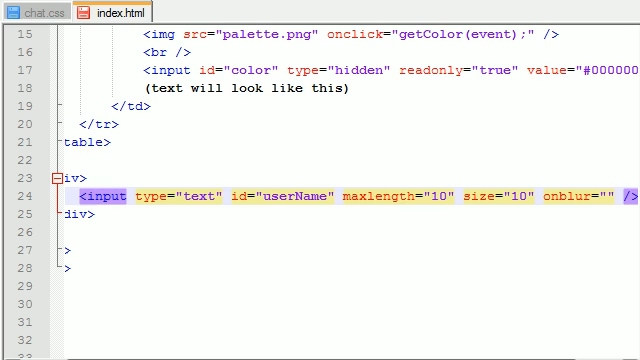 chat.css index.html
15 <img src="palette.png" onclick="getColor(event);" />
16 <br />
17 <input id="color" type="hidden" readonly="true" value="#000000
18 (text will look like this)
19 </td>
20 </tr>
21 table>
22
23 iv>
24 <input type="text" id="userName" maxlength="10" size="10" onblur="" />
25 div>
26
27 >
28 >
29
30
31
32
33